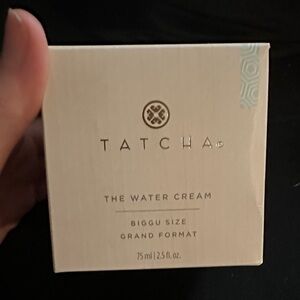 TATCHA®
THE WATER CREAM
BIGGU SIZE
GRAND FORMAT
75 ml | 2.5 fl. oz.